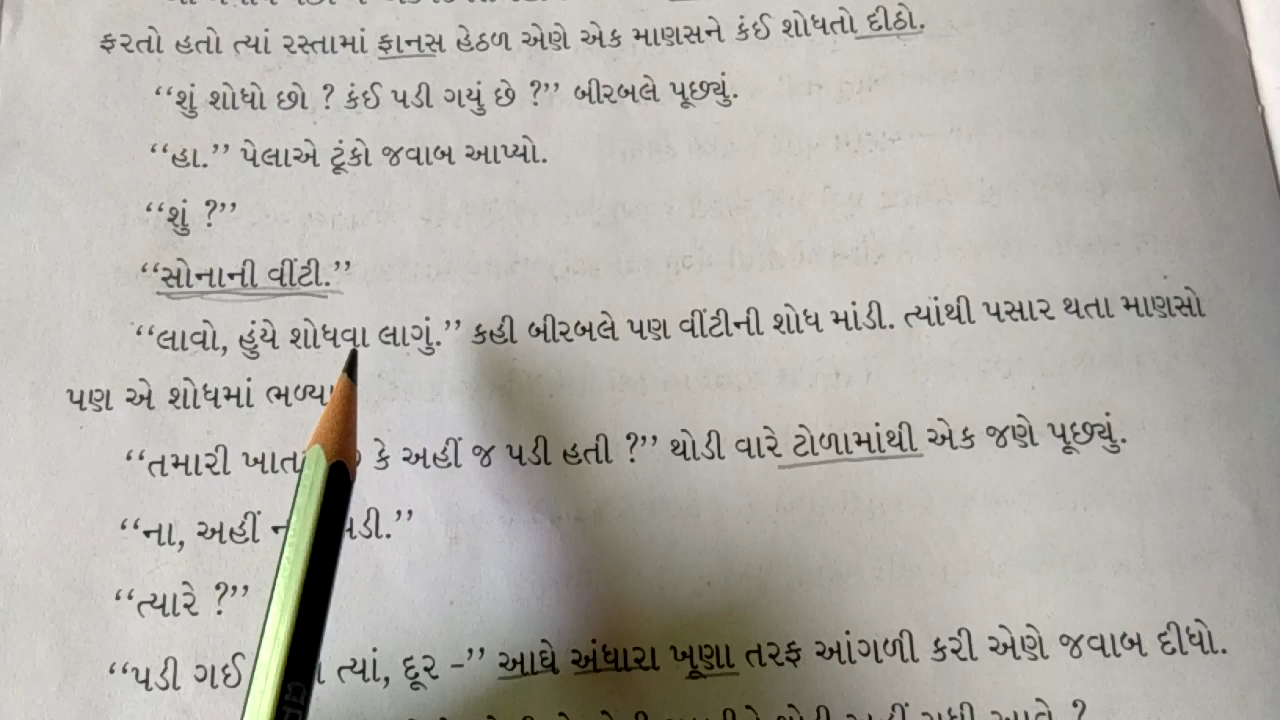 ફરતો હતો ત્યાં રસ્તામાં ફાનસ હેઠળ એણે એક માણસને કંઈ શોધતો દીઠો.
“શું શોધો છો ? કંઈ પડી ગયું છે ?” બીરબલે પૂછ્યું.
“હા.” પેલાએ ટૂંકો જવાબ આપ્યો.
“શું ?”
“સોનાની વીંટી.”
“લાવો, હુંયે શોધવા લાગું.” કહી બીરબલે પણ વીંટીની શોધ માંડી. ત્યાંથી પસાર થતા માણસો
પણ એ શોધમાં
“તમારી કે અહીં જ પડી હતી ?” થોડી વારે ટોળામાંથી એક જણે પૂછ્યું.
“ના, અહીં
“ત્યારે ?”
“પડી ગઈ ત્યાં, દૂર –” આઘે અંધારા ખૂણા તરફ આંગળી કરી એણે જવાબ દીધો.